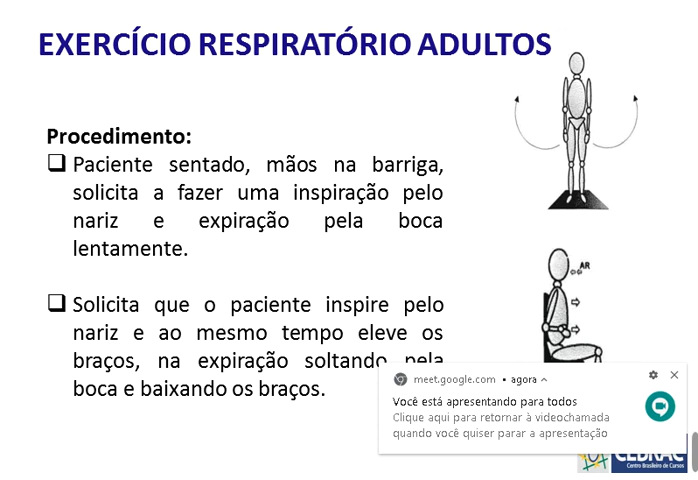 EXERCÍCIO RESPIRATÓRIO ADULTOS
Procedimento:
Paciente sentado, mãos na barriga,
solicita a fazer uma inspiração pelo
nariz e expiração pela boca
lentamente.
Solicita que o paciente inspire pelo
nariz e ao mesmo tempo eleve os
braços, na expiração soltando pela
boca e baixando os braços.
AR
meet.google.com • agora
Você está apresentando para todos
Clique aqui para retornar à videochamada
quando você quiser parar a apresentação
CEBRAC
Centro Brasileiro de Cursos